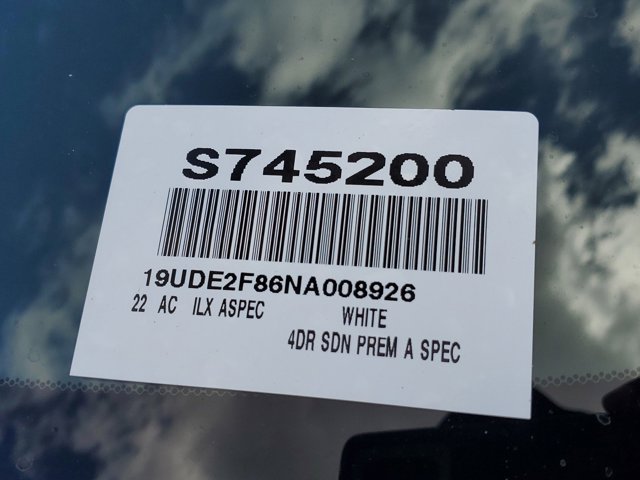 S745200
19UDE2F86NA008926
22 AC ILX ASPEC WHITE
4DR SDN PREM A SPEC